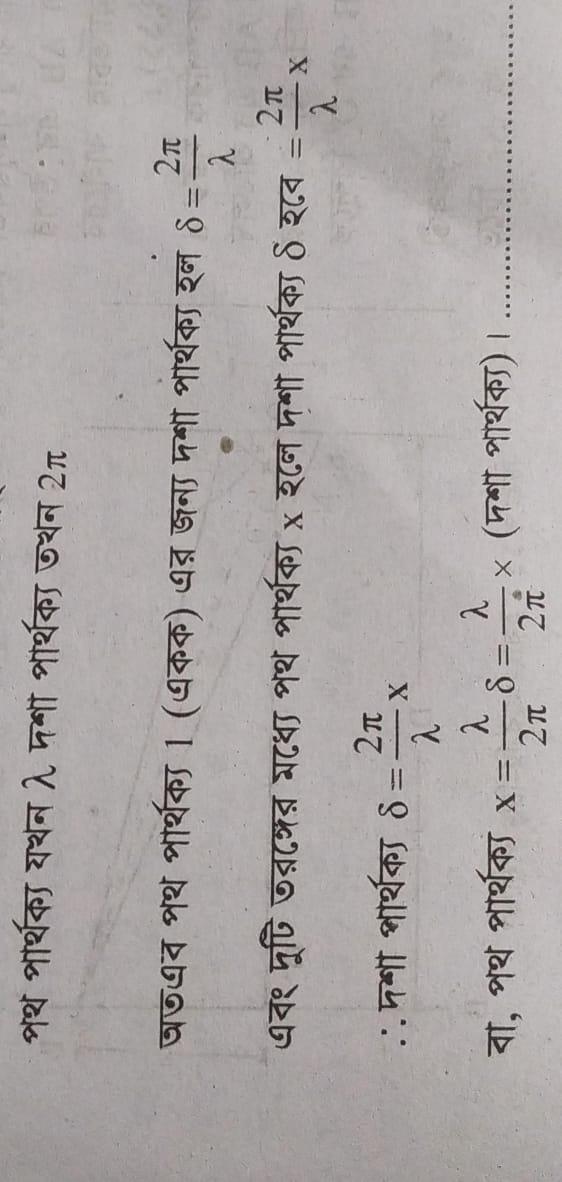 পথ পার্থক্য যখন λ দশা পার্থক্য তখন 2π
অতএব পথ পার্থক্য 1 (একক) এর জন্য দশা পার্থক্য হল δ = 2π/λ
এবং দুটি তরঙ্গের মধ্যে পথ পার্থক্য x হলে দশা পার্থক্য δ হবে = 2π/λ x
∴ দশা পার্থক্য δ = 2π/λ x
বা, পথ পার্থক্য x = λ/2π δ = λ/2π × (দশা পার্থক্য)। ............................